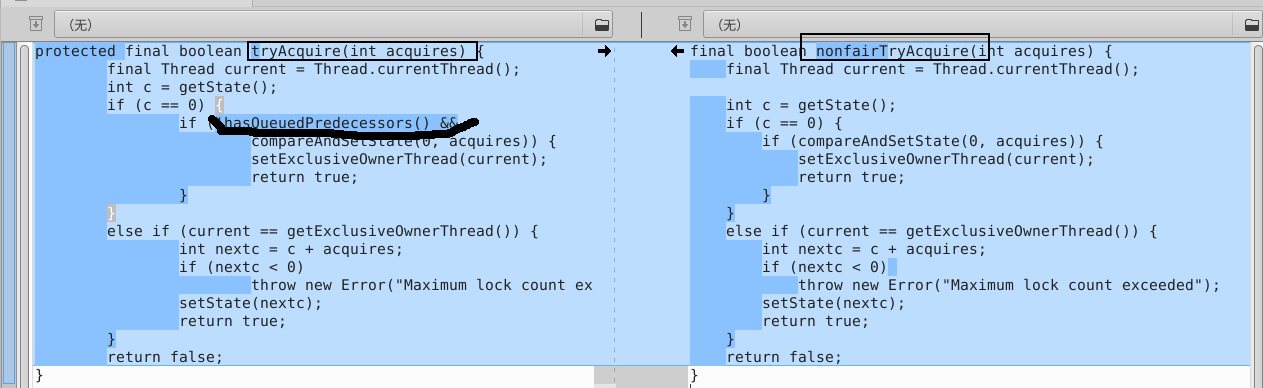 (无)
protected final boolean tryAcquire(int acquires) {
final Thread current = Thread.currentThread();
int c = getState();
if (c == 0) {
if (!hasQueuedPredecessors() &&
compareAndSetState(0, acquires)) {
setExclusiveOwnerThread(current);
return true;
}
}
else if (current == getExclusiveOwnerThread()) {
int nextc = c + acquires;
if (nextc < 0)
throw new Error("Maximum lock count ex
setState(nextc);
return true;
}
return false;
}
(无)
final boolean nonfairTryAcquire(int acquires) {
final Thread current = Thread.currentThread();
int c = getState();
if (c == 0) {
if (compareAndSetState(0, acquires)) {
setExclusiveOwnerThread(current);
return true;
}
}
else if (current == getExclusiveOwnerThread()) {
int nextc = c + acquires;
if (nextc < 0)
throw new Error("Maximum lock count exceeded");
setState(nextc);
return true;
}
return false;
}